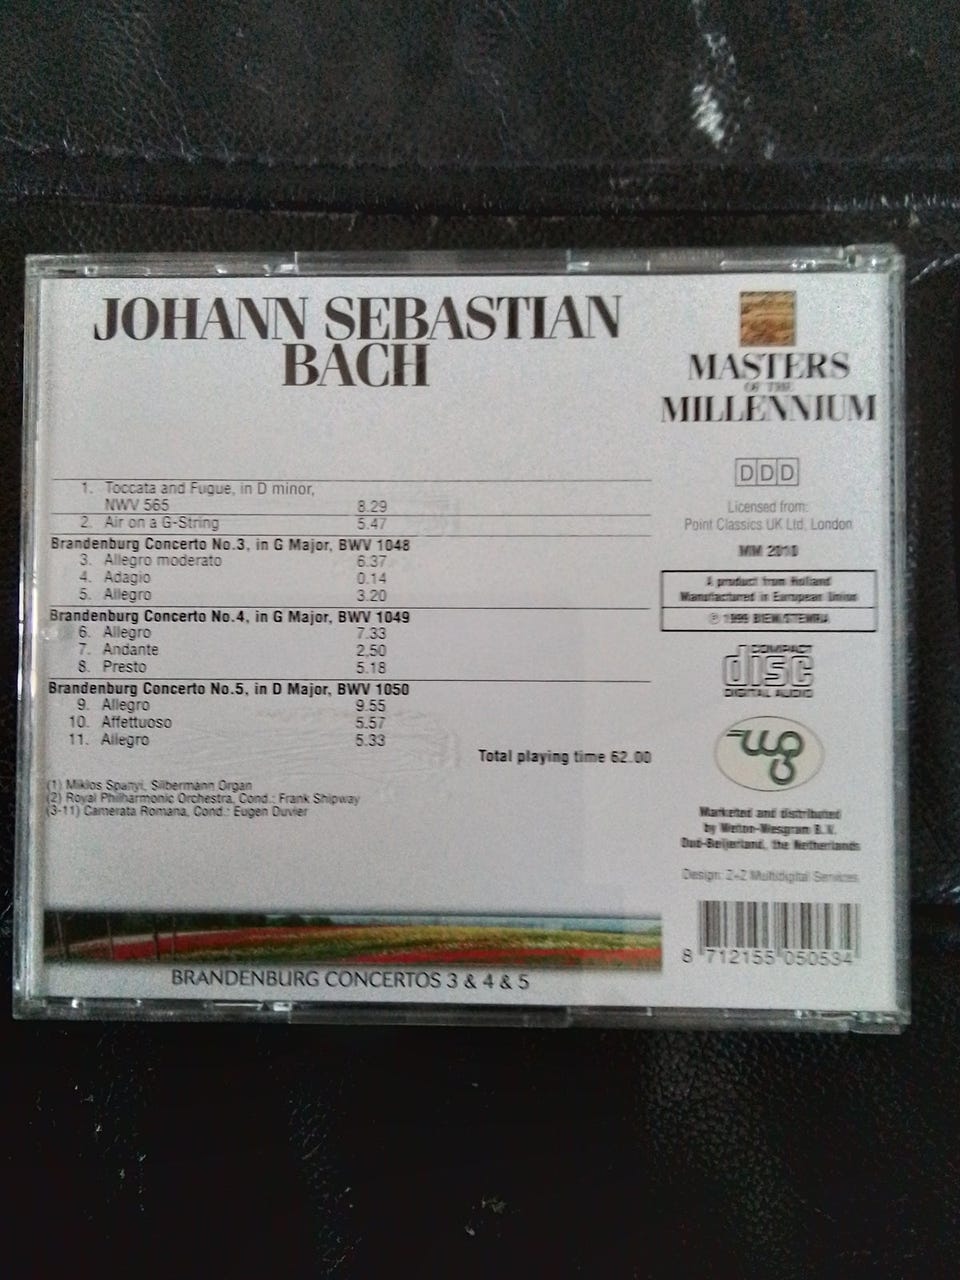 JOHANN SEBASTIAN
BACH
1. Toccata and Fugue, in D minor,
NWV 565 8.29
2. Air on a G-String 5.47
Brandenburg Concerto No.3, in G Major, BWV 1048
3. Allegro moderato 6.37
4. Adagio 0.14
5. Allegro 3.20
Brandenburg Concerto No.4, in G Major, BWV 1049
6. Allegro 7.33
7. Andante 2,50
8. Presto 5.18
Brandenburg Concerto No.5, in D Major, BWV 1050
9. Allegro 9.55
10. Affettuoso 5.57
11. Allegro 5.33
Total playing time 62.00
(1) Miklos Spanyi, Silbermann Organ
(2) Royal Philharmonic Orchestra, Cond.: Frank Shipway
(3-11) Camerata Romana, Cond.: Eugen Duvier
BRANDENBURG CONCERTOS 3 & 4 & 5
MASTERS
OF THE
MILLENNIUM
DDD
Licensed from:
Point Classics UK Ltd, London
MM 2010
A product from Holland
Manufactured in European Union
℗ 1999 BIEM/STEMRA
COMPACT
disc
DIGITAL AUDIO
Marketed and distributed
by Weton-Wesgram B.V.
Oud-Beijerland, the Netherlands
Design: Z+Z Multidigital Services
8 712155 050534